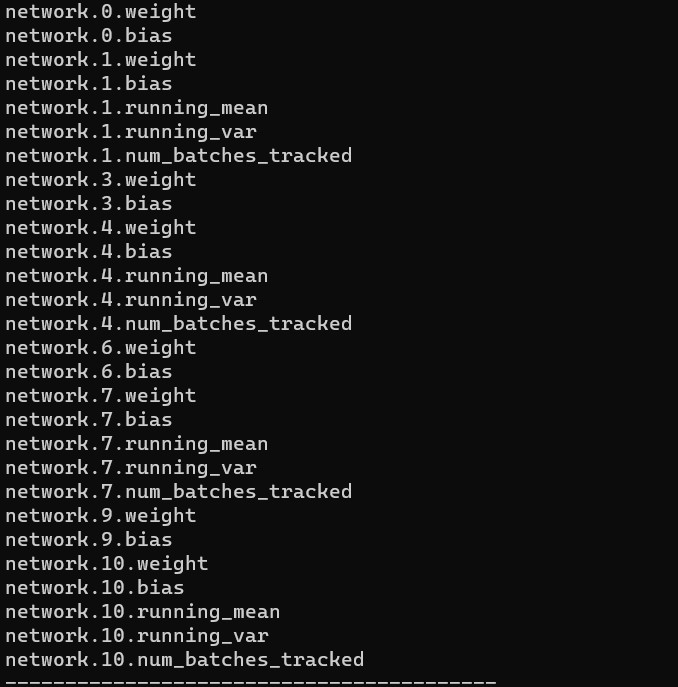 network.0.weight
network.0.bias
network.1.weight
network.1.bias
network.1.running_mean
network.1.running_var
network.1.num_batches_tracked
network.3.weight
network.3.bias
network.4.weight
network.4.bias
network.4.running_mean
network.4.running_var
network.4.num_batches_tracked
network.6.weight
network.6.bias
network.7.weight
network.7.bias
network.7.running_mean
network.7.running_var
network.7.num_batches_tracked
network.9.weight
network.9.bias
network.10.weight
network.10.bias
network.10.running_mean
network.10.running_var
network.10.num_batches_tracked
-----------------------------------------